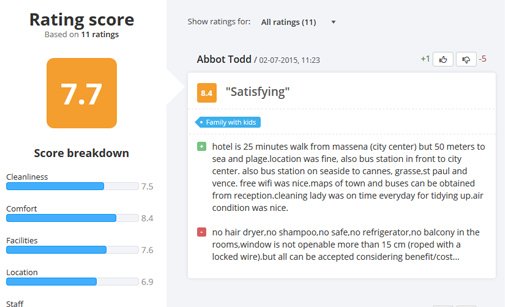 Rating score
Based on 11 ratings
7.7
Score breakdown
Cleanliness
7.5
Comfort
8.4
Facilities
7.6
Location
6.9
Staff
Show ratings for: All ratings (11)
Abbot Todd / 02-07-2015, 11:23
+1 -5
8.4 "Satisfying"
Family with kids
+ hotel is 25 minutes walk from massena (city center) but 50 meters to
sea and plage.location was fine, also bus station in front to city
center. also bus station on seaside to cannes, grasse,st paul and
vence. free wifi was nice.maps of town and buses can be obtained
from reception.cleaning lady was on time everyday for tidying up.air
condition was nice.
- no hair dryer,no shampoo,no safe,no refrigerator,no balcony in the
rooms,window is not openable more than 15 cm (roped with a
locked wire).but all can be accepted considering benefit/cost...